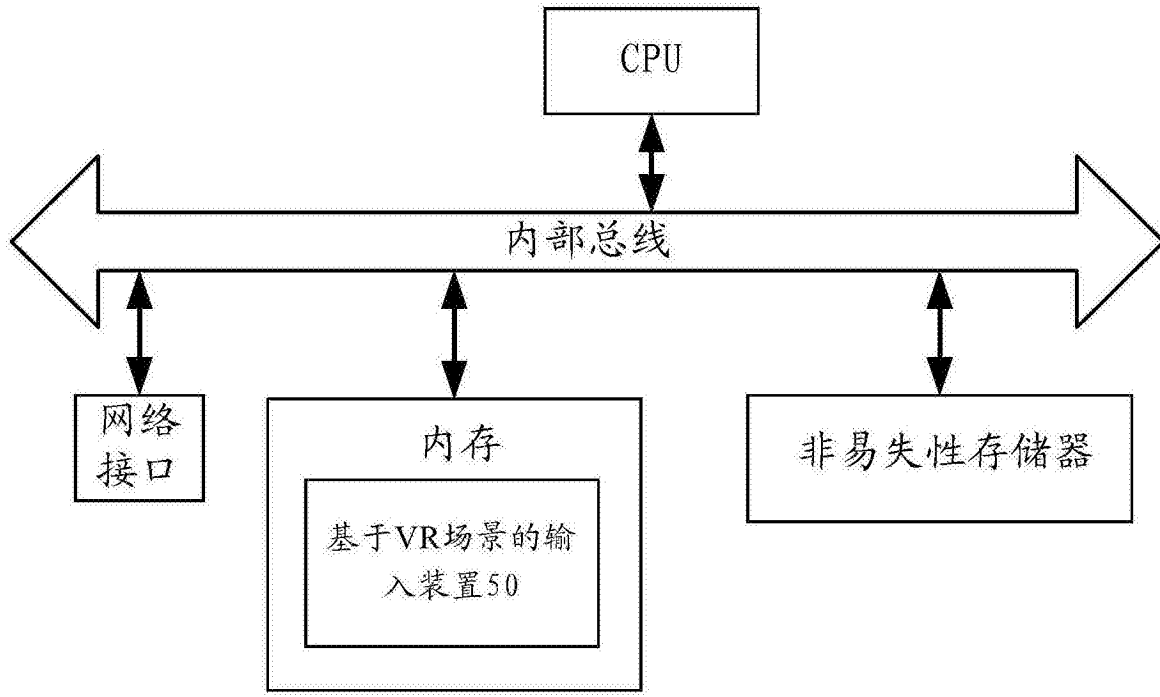 CPU
内部总线
网络
接口
内存
基于VR场景的输
入装置50
非易失性存储器